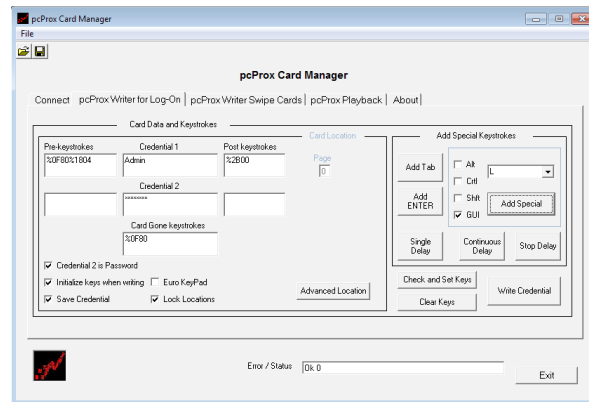 pcProx Card Manager
File
pcProx Card Manager
Connect
pcProx Writer for Log-On
pcProx Writer Swipe Cards
pcProx Playback
About
Card Data and Keystrokes
Card Location
Add Special Keystrokes
Pre-keystrokes
Credential 1
Post keystrokes
Page
%0F80%1804
Admin
%2B00
0
Credential 2
********
Card Gone keystrokes
%0F80
Credential 2 is Password
Initialize keys when writing
Euro KeyPad
Save Credential
Lock Locations
Advanced Location
Add Tab
Alt
L
Crtl
Add ENTER
Shft
Add Special
GUI
Single Delay
Continuous Delay
Stop Delay
Check and Set Keys
Clear Keys
Write Credential
Error / Status
Ok 0
Exit